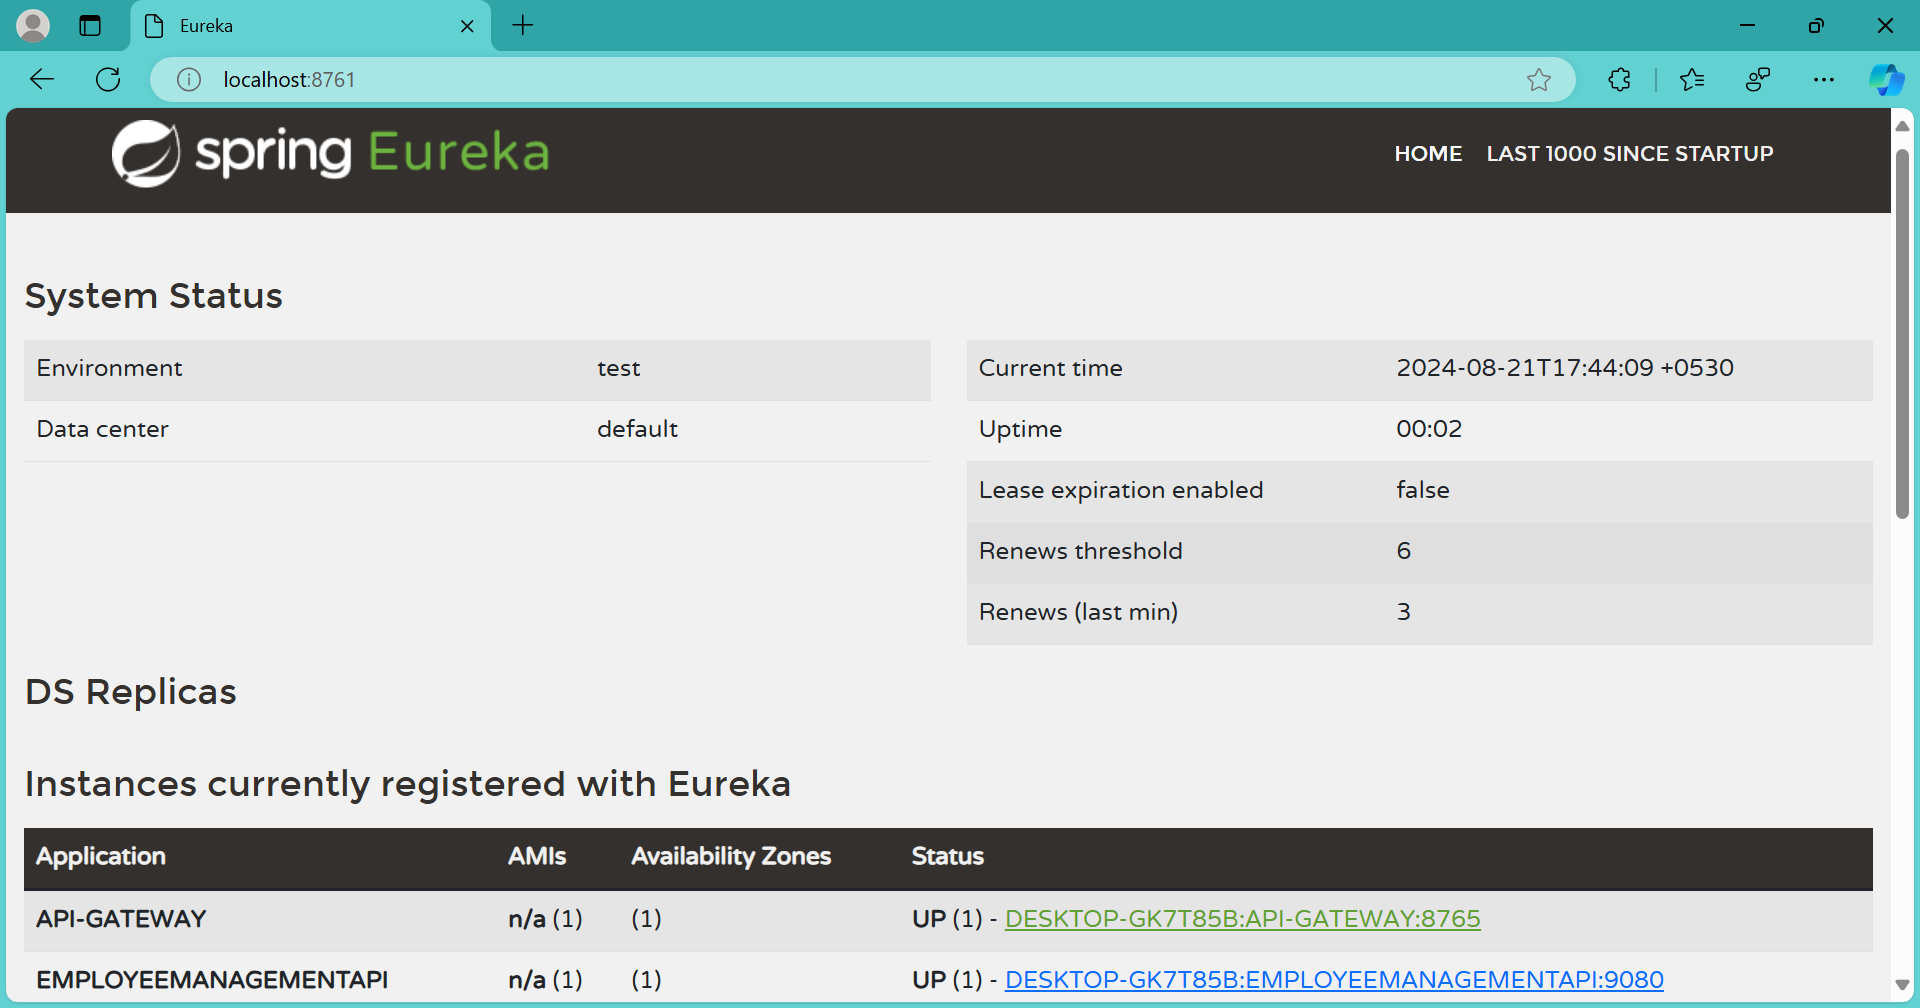 Eureka
localhost:8761
spring Eureka
HOME LAST 1000 SINCE STARTUP
System Status
Environment test
Data center default
Current time 2024-08-21T17:44:09 +0530
Uptime 00:02
Lease expiration enabled false
Renews threshold 6
Renews (last min) 3
DS Replicas
Instances currently registered with Eureka
Application AMIs Availability Zones Status
API-GATEWAY n/a (1) (1) UP (1) - DESKTOP-GK7T85B:API-GATEWAY:8765
EMPLOYEEMANAGEMENTAPI n/a (1) (1) UP (1) - DESKTOP-GK7T85B:EMPLOYEEMANAGEMENTAPI:9080